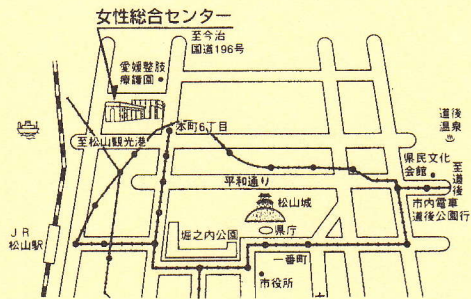 女性総合センター
至今治
国道196号
愛媛整肢
療護園
本町6丁目
至松山観光港
道後
温泉
県民文化
会館
至道後
平和通り
市内電車
道後公園行
松山城
県庁
堀之内公園
JR
松山駅
一番町
市役所